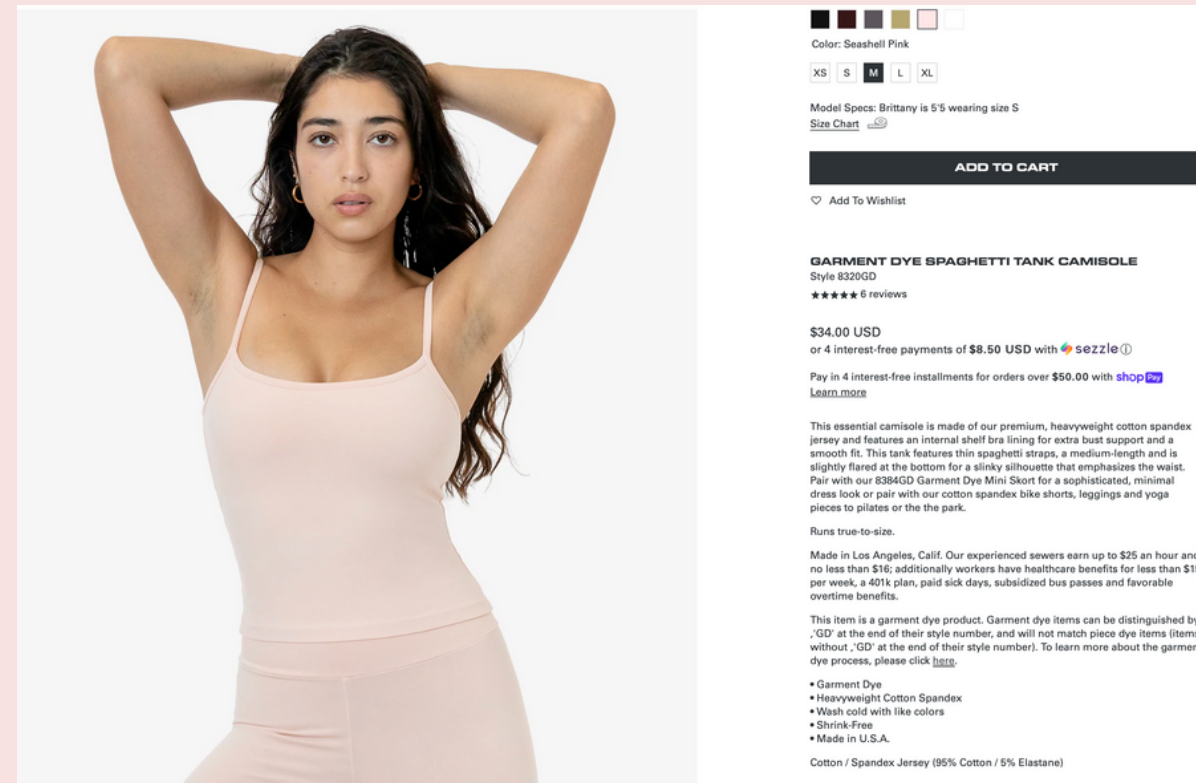 Color: Seashell Pink
XS S M L XL
Model Specs: Brittany is 5'5 wearing size S
Size Chart
ADD TO CART
Add To Wishlist
GARMENT DYE SPAGHETTI TANK CAMISOLE
Style 8320GD
★★★★★ 6 reviews
$34.00 USD
or 4 interest-free payments of $8.50 USD with sezzle ⓘ
Pay in 4 interest-free installments for orders over $50.00 with shop Pay
Learn more
This essential camisole is made of our premium, heavyweight cotton spandex
jersey and features an internal shelf bra lining for extra bust support and a
smooth fit. This tank features thin spaghetti straps, a medium-length and is
slightly flared at the bottom for a slinky silhouette that emphasizes the waist.
Pair with our 8384GD Garment Dye Mini Skort for a sophisticated, minimal
dress look or pair with our cotton spandex bike shorts, leggings and yoga
pieces to pilates or the the park.
Runs true-to-size.
Made in Los Angeles, Calif. Our experienced sewers earn up to $25 an hour and
no less than $16; additionally workers have healthcare benefits for less than
per week, a 401k plan, paid sick days, subsidized bus passes and favorable
overtime benefits.
This item is a garment dye product. Garment dye items can be distinguished by
,'GD' at the end of their style number, and will not match piece dye items (items
without ,'GD' at the end of their style number). To learn more about the
dye process, please click here.
• Garment Dye
• Heavyweight Cotton Spandex
• Wash cold with like colors
• Shrink-Free
• Made in U.S.A.
Cotton / Spandex Jersey (95% Cotton / 5% Elastane)